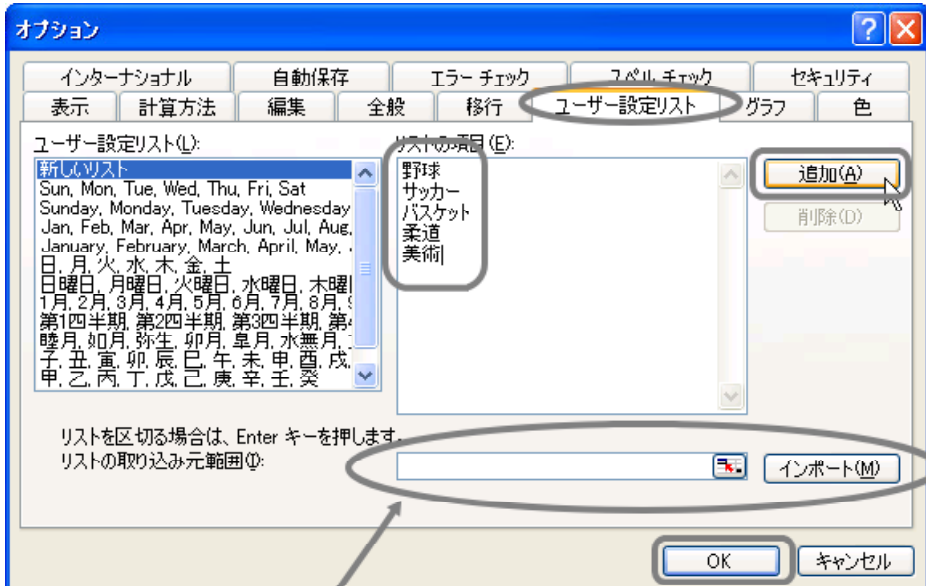 オプション
インターナショナル 自動保存 エラー チェック スペル チェック セキュリティ
表示 計算方法 編集 全般 移行 ユーザー設定リスト グラフ 色
ユーザー設定リスト(L):
新しいリスト
Sun, Mon, Tue, Wed, Thu, Fri, Sat
Sunday, Monday, Tuesday, Wednesday
Jan, Feb, Mar, Apr, May, Jun, Jul, Aug,
January, February, March, April, May,
日, 月, 火, 水, 木, 金, 土
日曜日, 月曜日, 火曜日, 水曜日, 木曜
1月, 2月, 3月, 4月, 5月, 6月, 7月, 8月,
第1四半期, 第2四半期, 第3四半期, 第
睦月, 如月, 弥生, 卯月, 皐月, 水無月,
子, 丑, 寅, 卯, 辰, 巳, 午, 未, 申, 酉, 戌,
甲, 乙, 丙, 丁, 戊, 己, 庚, 辛, 壬, 癸
リストの項目(E):
野球
サッカー
バスケット
柔道
美術
追加(A)
削除(D)
リストを区切る場合は、Enter キーを押します。
リストの取り込み元範囲(I):
インポート(M)
OK キャンセル